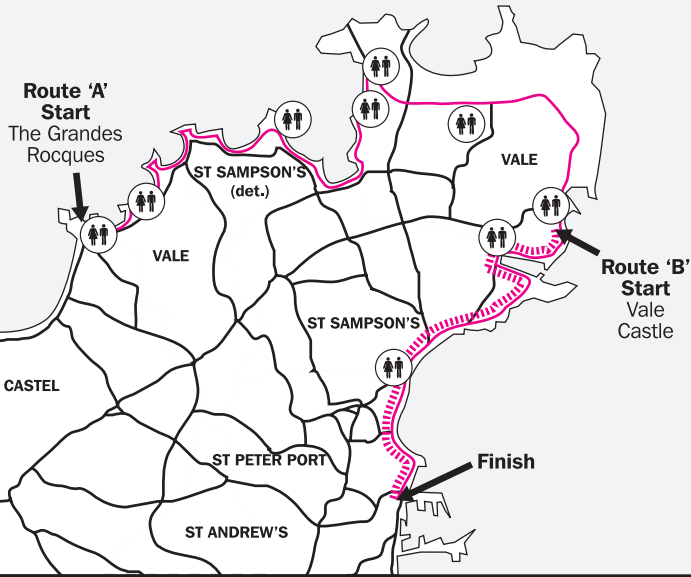 Route ‘A’
Start
The Grandes
Rocques
ST SAMPSON’S
(det.)
VALE
VALE
Route ‘B’
Start
Vale
Castle
ST SAMPSON’S
CASTEL
ST PETER PORT
Finish
ST ANDREW’S